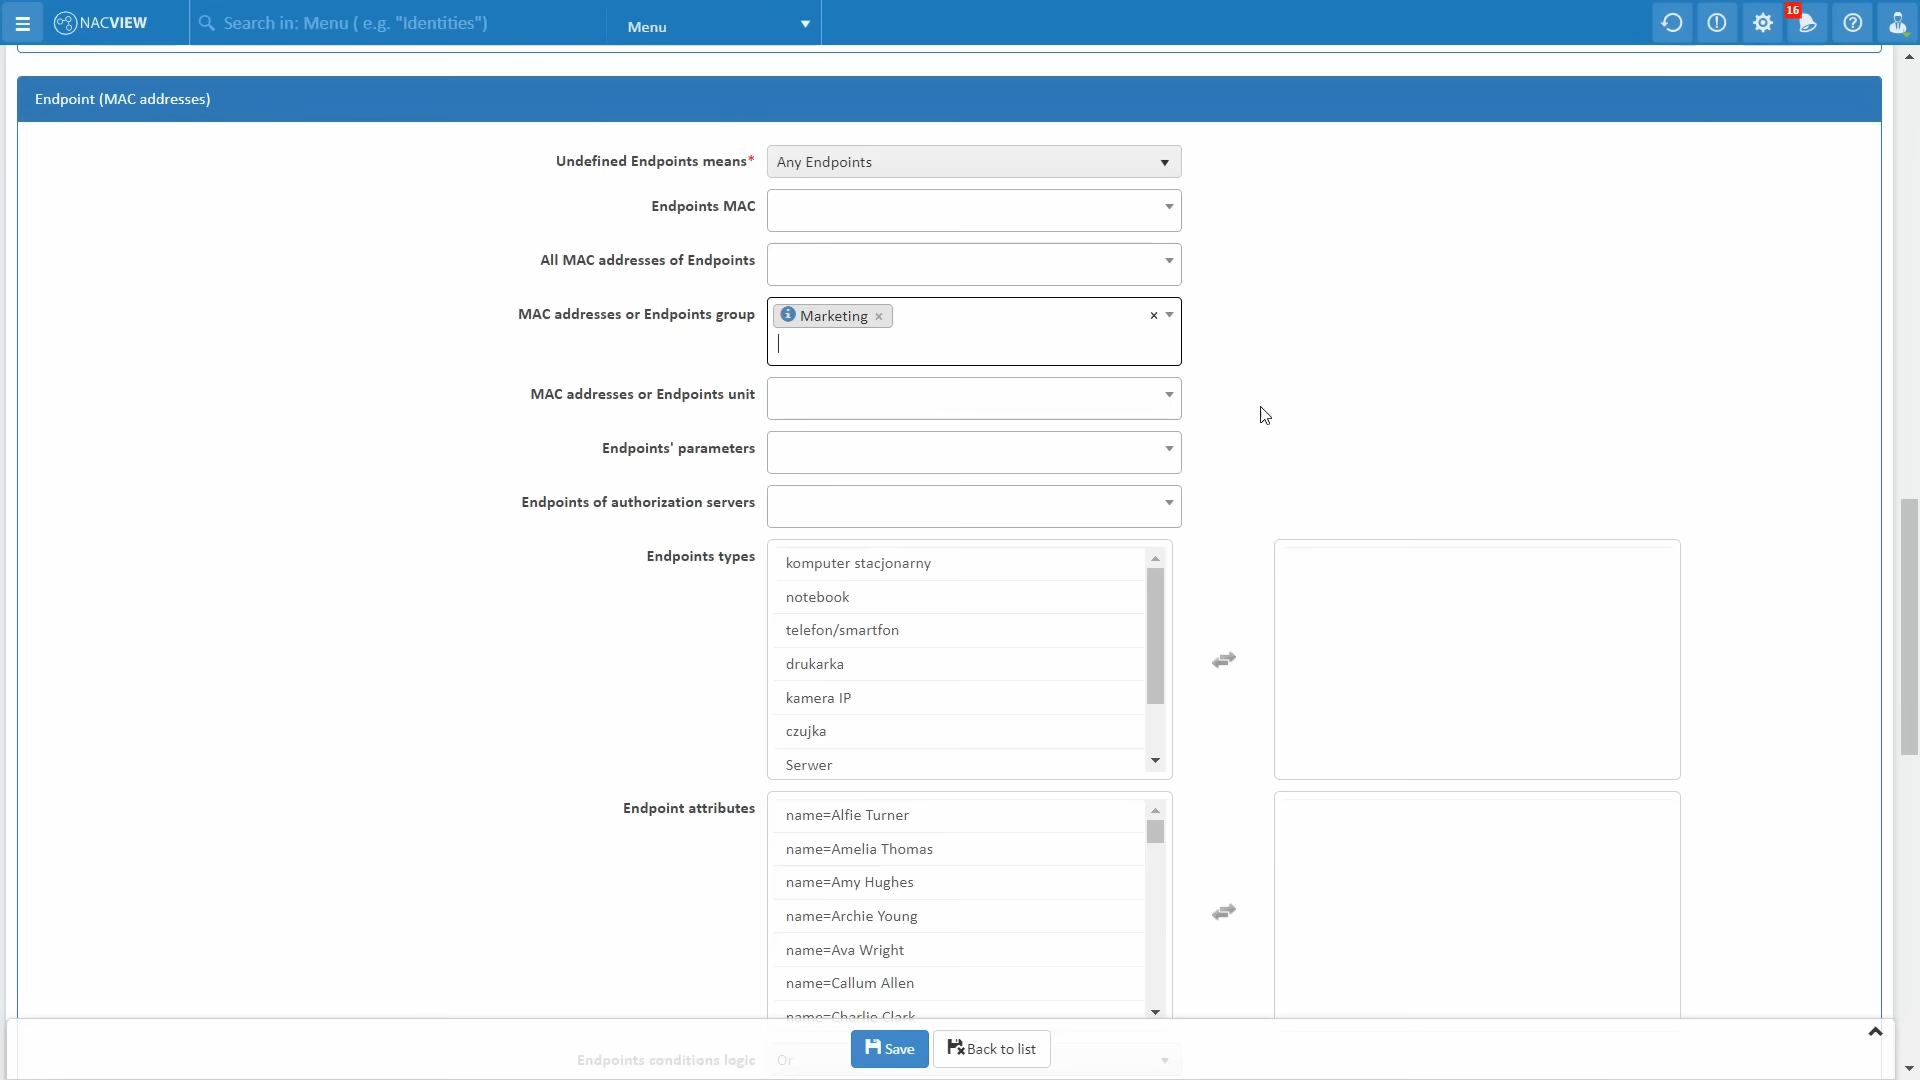 NACVIEW
Search in: Menu ( e.g. "Identities")
Menu
16
Endpoint (MAC addresses)
Undefined Endpoints means*
Any Endpoints
Endpoints MAC
All MAC addresses of Endpoints
MAC addresses or Endpoints group
Marketing ×
×
MAC addresses or Endpoints unit
Endpoints' parameters
Endpoints of authorization servers
Endpoints types
komputer stacjonarny
notebook
telefon/smartfon
drukarka
kamera IP
czujka
Serwer
Endpoint attributes
name=Alfie Turner
name=Amelia Thomas
name=Amy Hughes
name=Archie Young
name=Ava Wright
name=Callum Allen
name=Charlie Clark
Endpoints conditions logic
Or
Save
Back to list